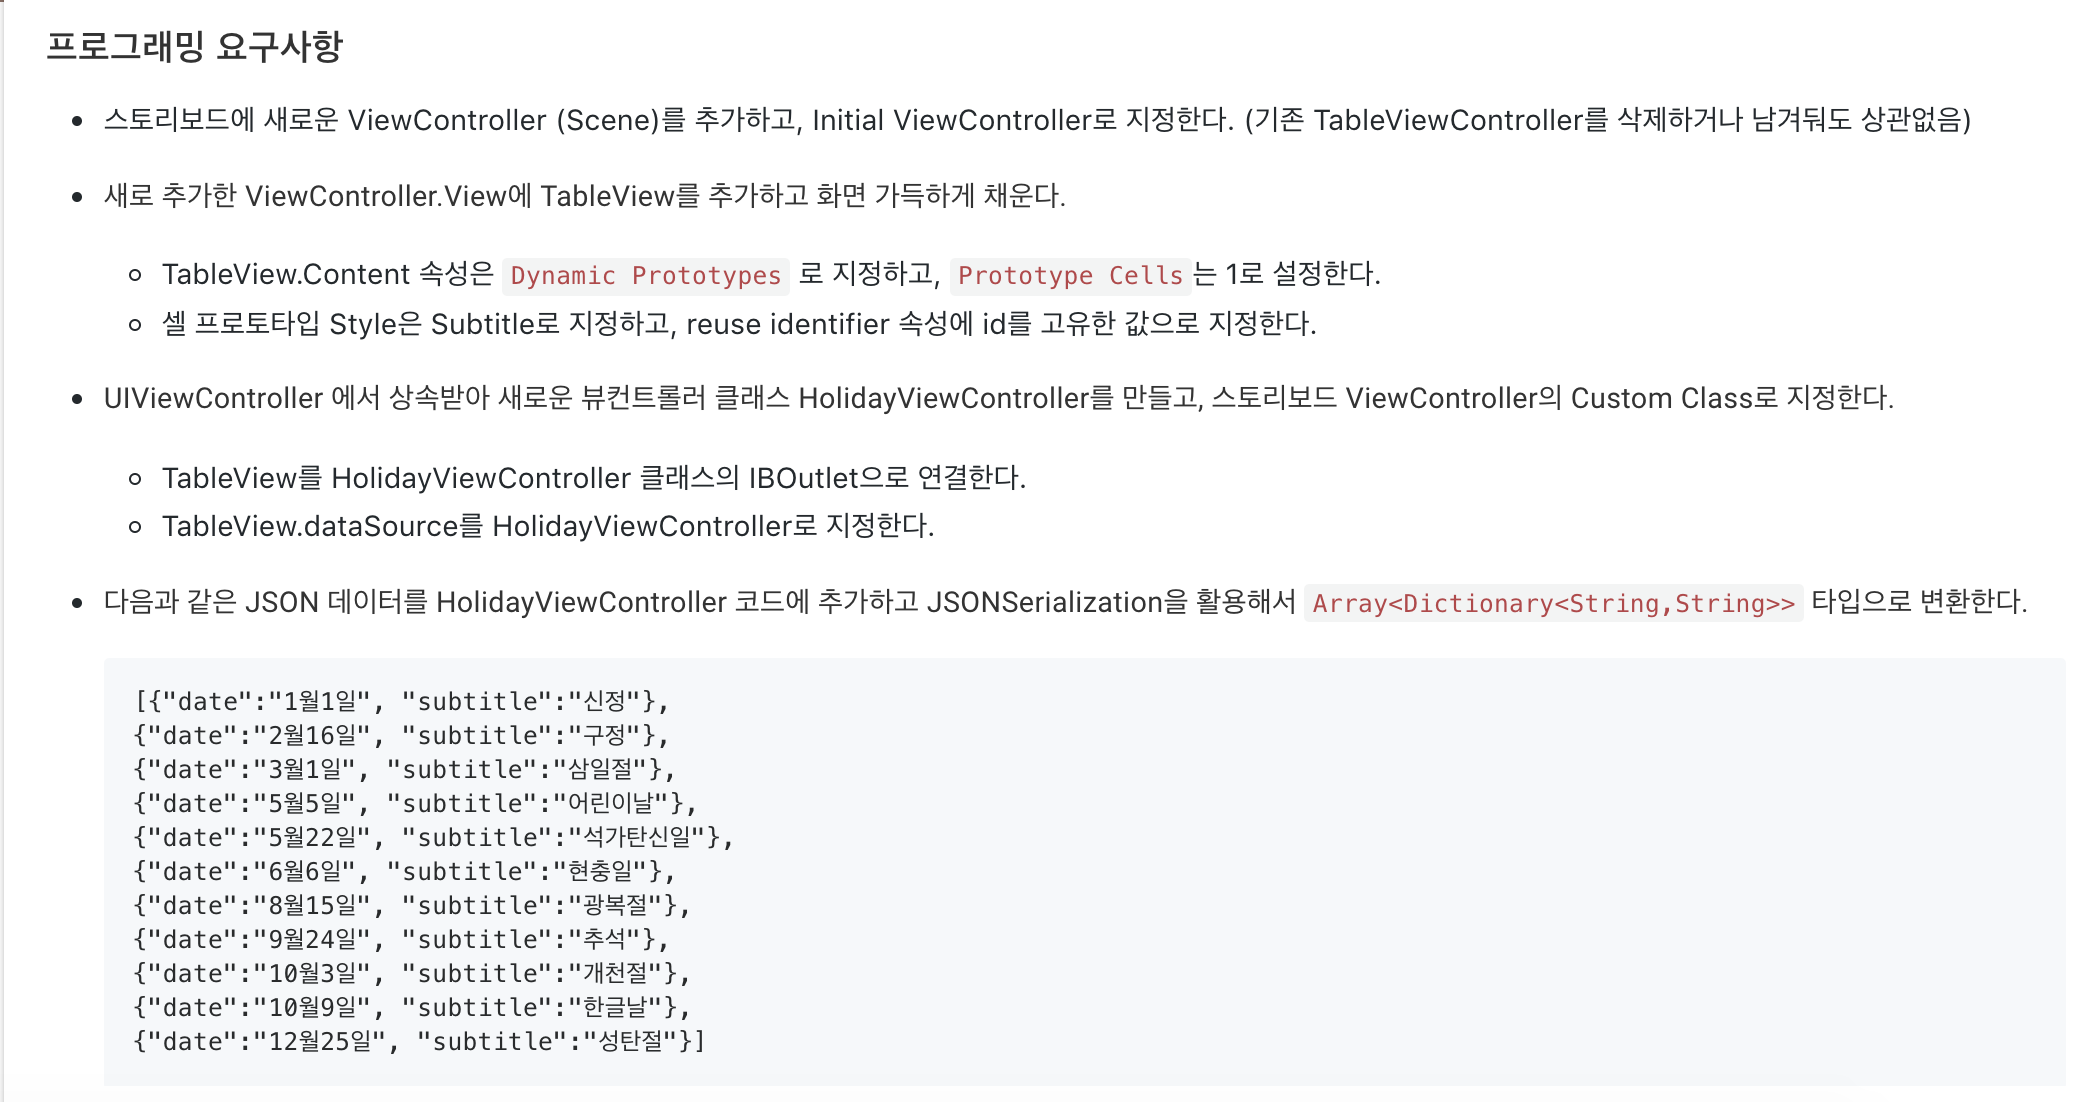 프로그래밍 요구사항
스토리보드에 새로운 ViewController (Scene)를 추가하고, Initial ViewController로 지정한다. (기존 TableViewController를 삭제하거나 남겨둬도 상관없음)
새로 추가한 ViewController.View에 TableView를 추가하고 화면 가득하게 채운다.
TableView.Content 속성은 Dynamic Prototypes 로 지정하고, Prototype Cells는 1로 설정한다.
셀 프로토타입 Style은 Subtitle로 지정하고, reuse identifier 속성에 id를 고유한 값으로 지정한다.
UIViewController 에서 상속받아 새로운 뷰컨트롤러 클래스 HolidayViewController를 만들고, 스토리보드 ViewController의 Custom Class로 지정한다.
TableView를 HolidayViewController 클래스의 IBOutlet으로 연결한다.
TableView.dataSource를 HolidayViewController로 지정한다.
다음과 같은 JSON 데이터를 HolidayViewController 코드에 추가하고 JSONSerialization을 활용해서 Array<Dictionary<String,String>> 타입으로 변환한다.
[{"date":"1월1일", "subtitle":"신정"},
{"date":"2월16일", "subtitle":"구정"},
{"date":"3월1일", "subtitle":"삼일절"},
{"date":"5월5일", "subtitle":"어린이날"},
{"date":"5월22일", "subtitle":"석가탄신일"},
{"date":"6월6일", "subtitle":"현충일"},
{"date":"8월15일", "subtitle":"광복절"},
{"date":"9월24일", "subtitle":"추석"},
{"date":"10월3일", "subtitle":"개천절"},
{"date":"10월9일", "subtitle":"한글날"},
{"date":"12월25일", "subtitle":"성탄절"}]